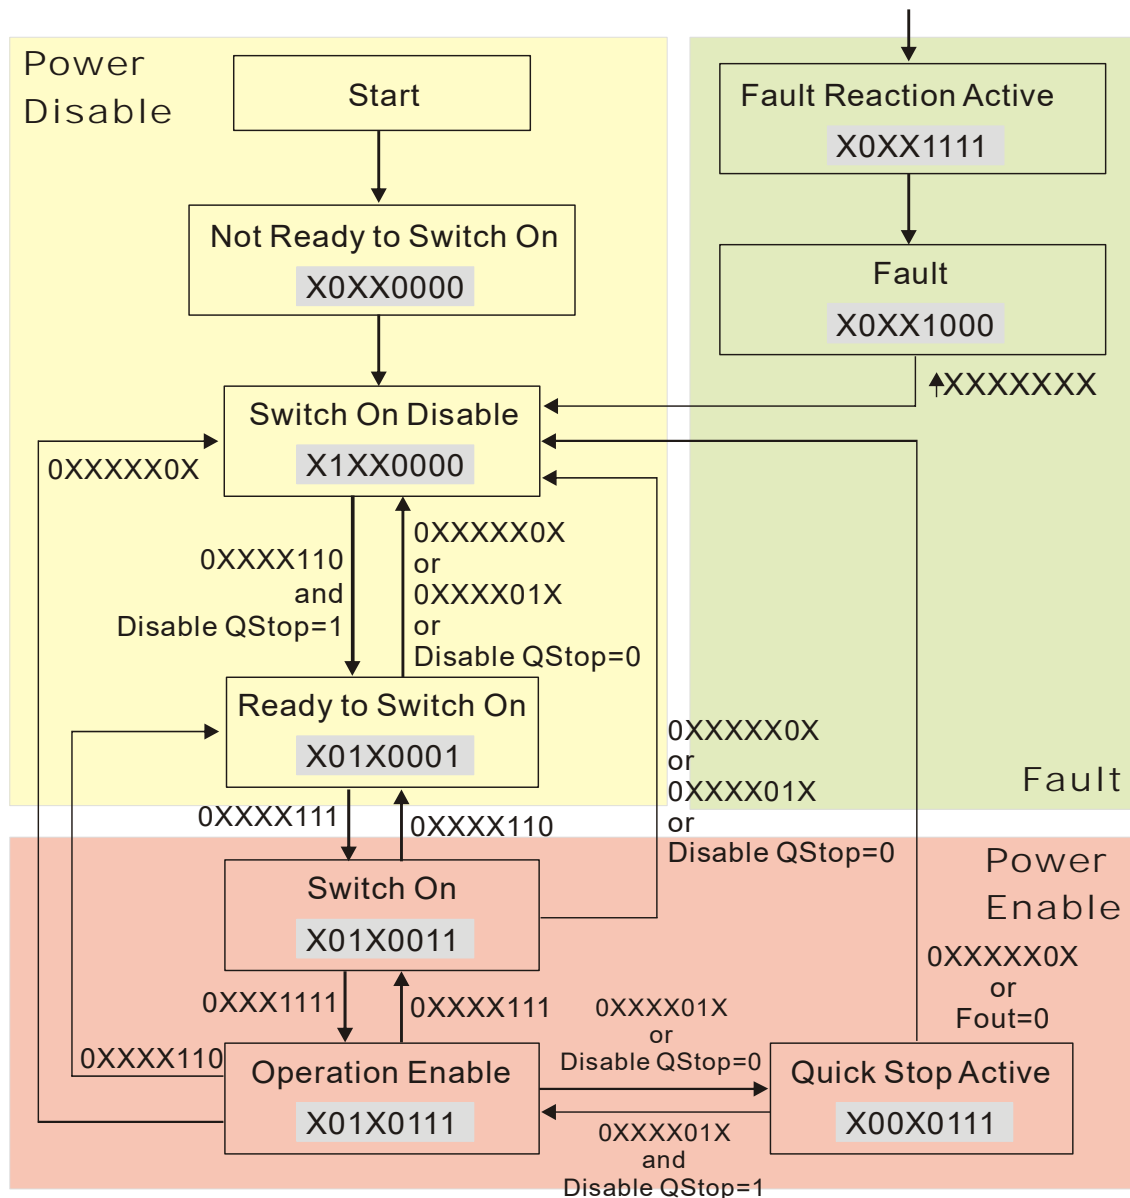 Power
Disable
Start
Not Ready to Switch On
X0XX0000
Switch On Disable
X1XX0000
0XXXXX0X
0XXXX110
and
Disable QStop=1
0XXXXX0X
or
0XXXX01X
or
Disable QStop=0
Ready to Switch On
X01X0001
0XXXX111
0XXXX110
Fault Reaction Active
X0XX1111
Fault
X0XX1000
XXXXXXX
Fault
0XXXXX0X
or
0XXXX01X
or
Disable QStop=0
Power
Enable
Switch On
X01X0011
0XXX1111
0XXXX111
0XXXX110
Operation Enable
X01X0111
0XXXX01X
or
Disable QStop=0
0XXXX01X
and
Disable QStop=1
0XXXXX0X
or
Fout=0
Quick Stop Active
X00X0111